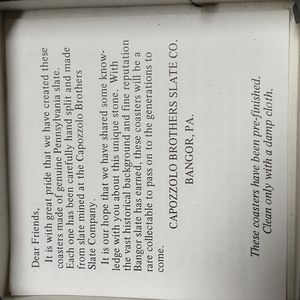 Dear Friends,
It is with great pride that we have created these
coasters made of genuine Pennsylvania slate.
Each one has been carefully hand split and made
from slate mined at the Capozzolo Brothers
Slate Company.
It is our hope that we have shared some know-
ledge with you about this unique stone. With
the vast historical background and fine reputation
Bangor slate has earned, these coasters will be a
rare collectable to pass on to the generations to
come.
CAPOZZOLO BROTHERS SLATE CO.
BANGOR, PA.
These coasters have been pre-finished.
Clean only with a damp cloth.